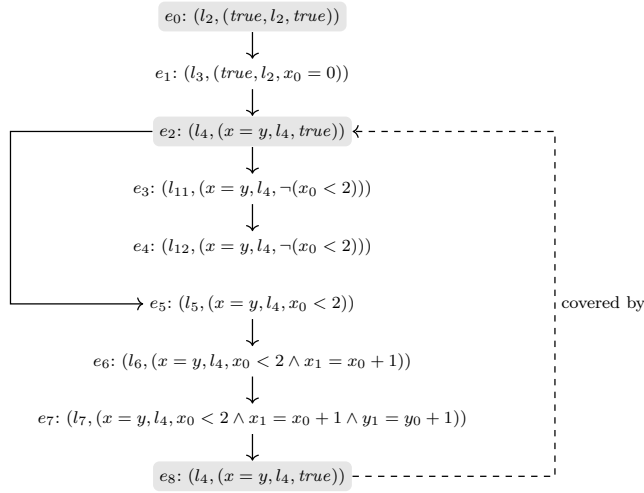 e₀: (l₂, (true, l₂, true))
e₁: (l₃, (true, l₂, x₀ = 0))
e₂: (l₄, (x = y, l₄, true))
e₃: (l₁₁, (x = y, l₄, ¬(x₀ < 2)))
e₄: (l₁₂, (x = y, l₄, ¬(x₀ < 2)))
e₅: (l₅, (x = y, l₄, x₀ < 2))
covered by
e₆: (l₆, (x = y, l₄, x₀ < 2 ∧ x₁ = x₀ + 1))
e₇: (l₇, (x = y, l₄, x₀ < 2 ∧ x₁ = x₀ + 1 ∧ y₁ = y₀ + 1))
e₈: (l₄, (x = y, l₄, true))